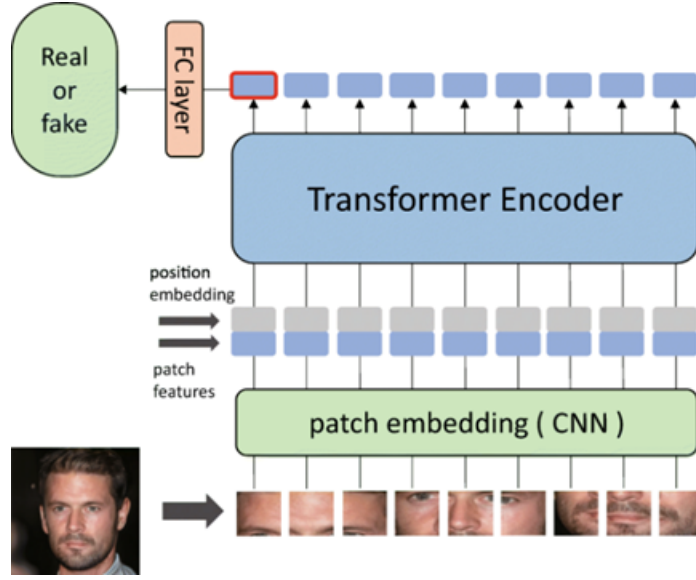 Real
or
fake
FC layer
Transformer Encoder
position
embedding
patch
features
patch embedding ( CNN )